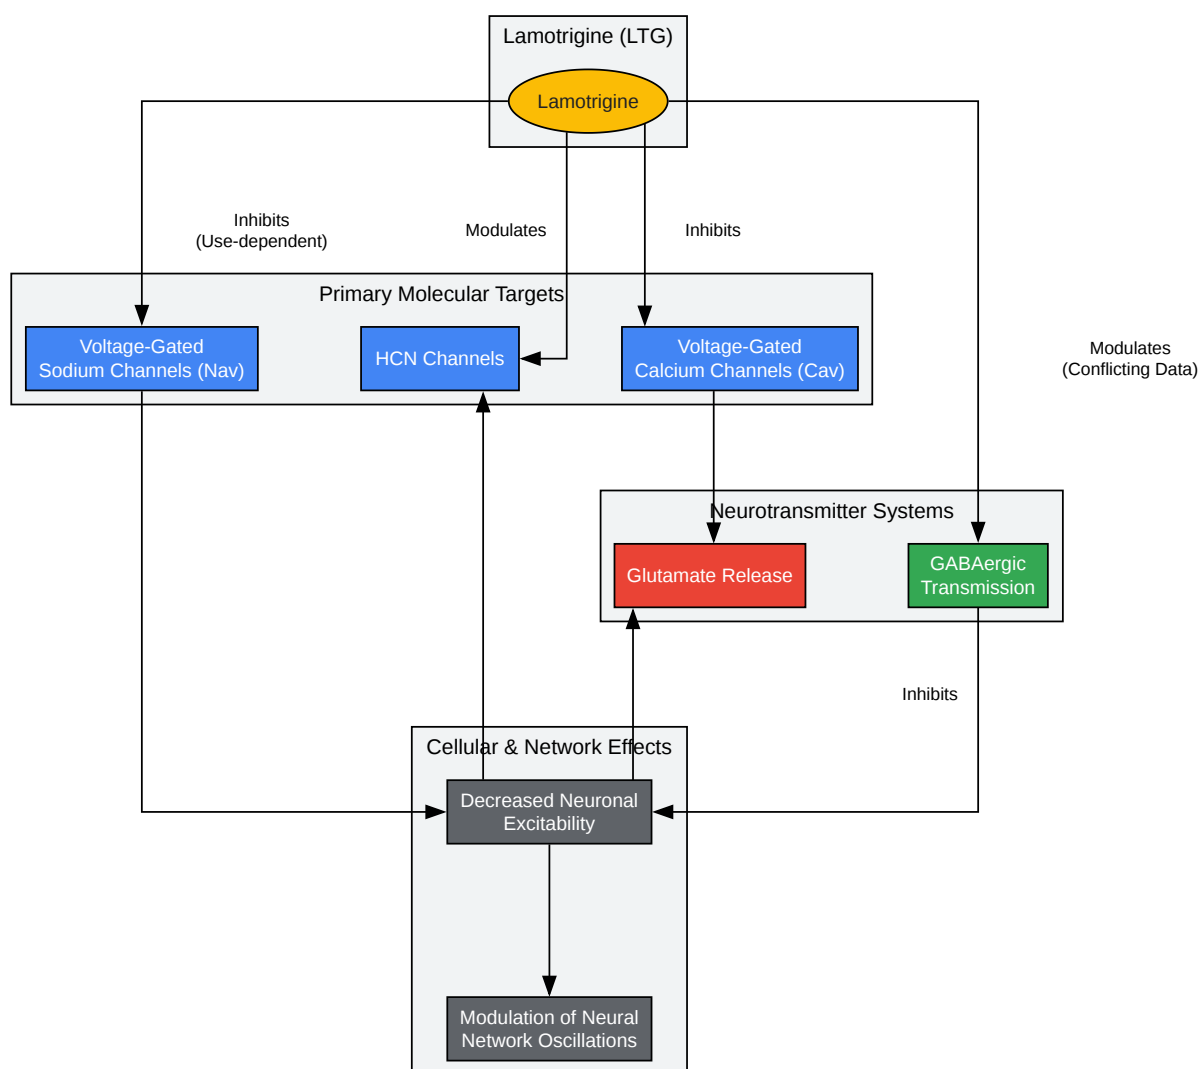 Lamotrigine (LTG)
Lamotrigine
Inhibits
(Use-dependent)
Modulates
Inhibits
Primary Molecular Targets
Voltage-Gated
Sodium Channels (Nav)
HCN Channels
Voltage-Gated
Calcium Channels (Cav)
Modulates
(Conflicting Data)
Neurotransmitter Systems
Glutamate Release
GABAergic
Transmission
Inhibits
Cellular & Network Effects
Decreased Neuronal
Excitability
Modulation of Neural
Network Oscillations